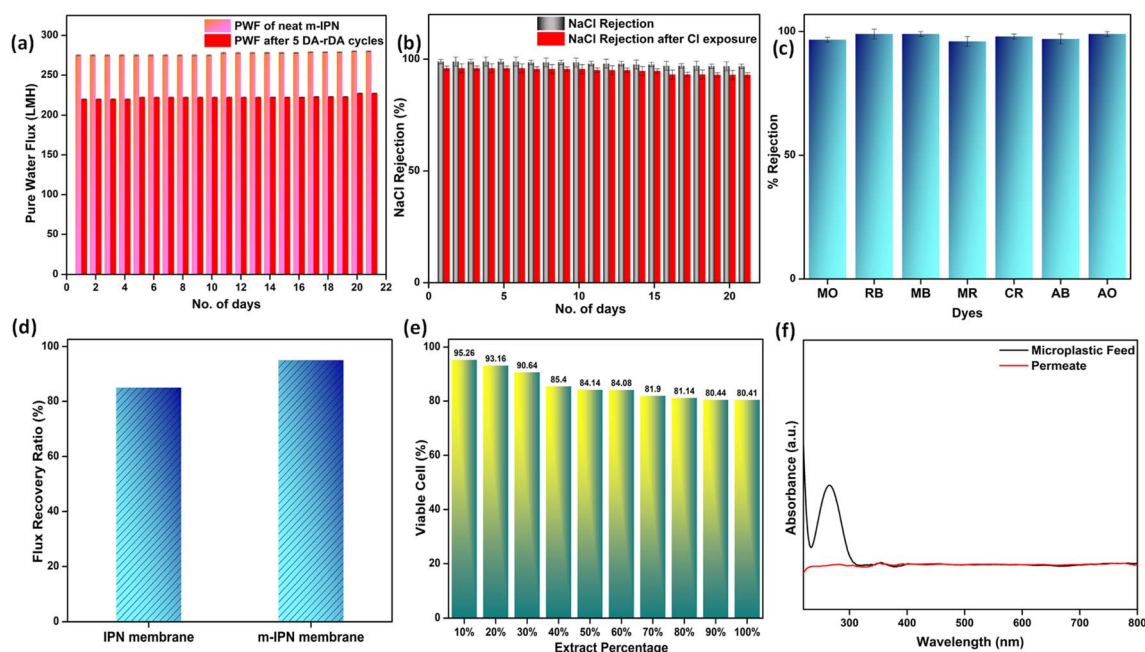 (a)
PWF of neat m-IPN
PWF after 5 DA-rDA cycles
Pure Water Flux (LMH)
300
250
200
150
100
50
0
2 4 6 8 10 12 14 16 18 20 22
No. of days
(b)
NaCl Rejection
NaCl Rejection after Cl exposure
NaCl Rejection (%)
100
50
0
0 5 10 15 20
No. of days
(c)
% Rejection
100
50
0
MO RB MB MR CR AB AO
Dyes
(d)
Flux Recovery Ratio (%)
100
80
60
40
20
0
IPN membrane m-IPN membrane
(e)
Viable Cell (%)
100
80
60
40
20
0
95.26 93.16 90.64 85.4 84.14 84.08 81.9 81.14 80.44 80.41
10% 20% 30% 40% 50% 60% 70% 80% 90% 100%
Extract Percentage
(f)
Microplastic Feed
Permeate
Absorbance (a.u.)
300 400 500 600 700 800
Wavelength (nm)